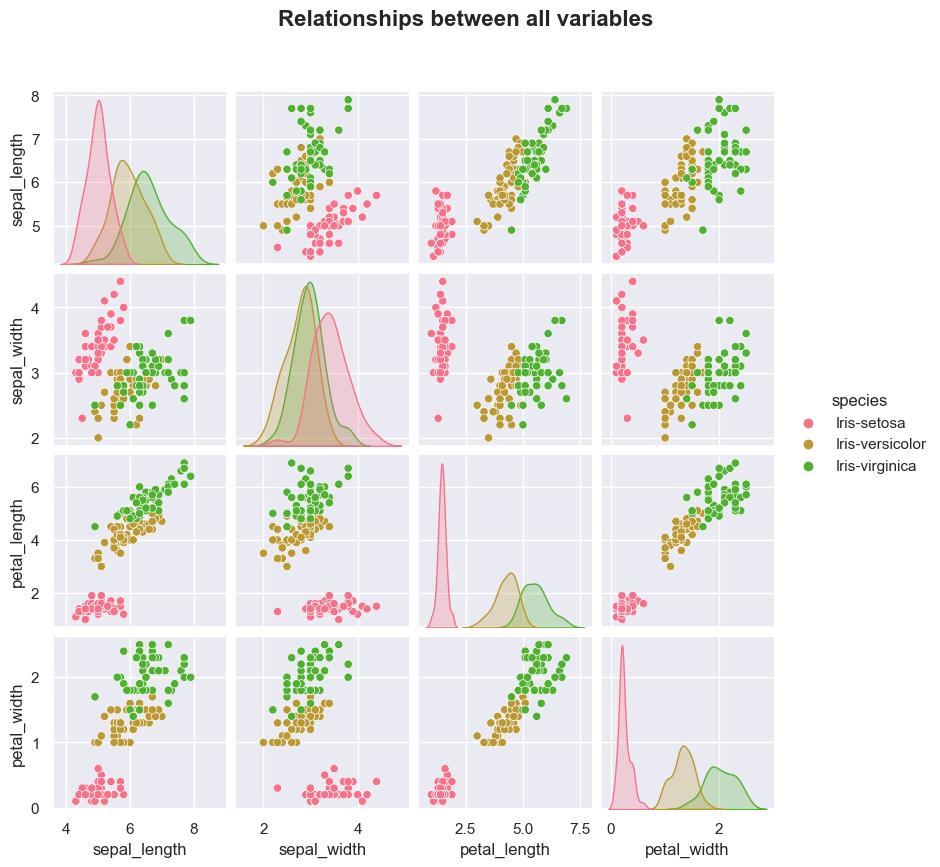 Relationships between all variables
8
7
6
5
sepal_length
4
3
2
sepal_width
6
4
2
petal_length
2
1
0
petal_width
4 6 8
2 4
2.5 5.0 7.5
0 2
sepal_length
sepal_width
petal_length
petal_width
species
Iris-setosa
Iris-versicolor
Iris-virginica